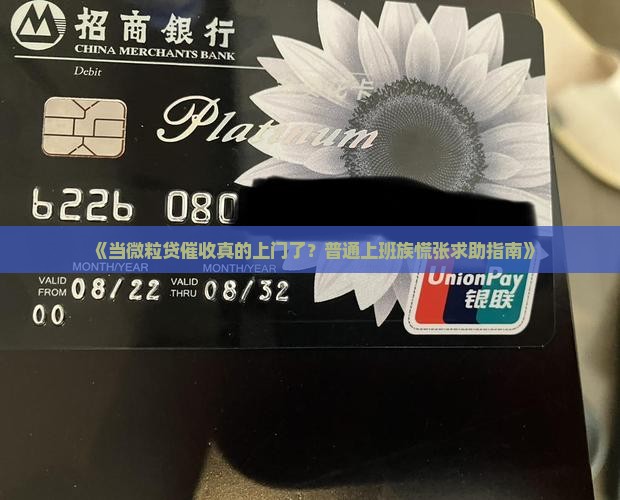 招商銀行
CHINA MERCHANTS BANK
Debit
Platinum
6226 080
《当微粒贷催收真的上门了？普通上班族慌张求助指南》
MONTH/YEAR MONTH/YEAR
VALID FROM 08/22 VALID THRU 08/32
00
UnionPay
银联